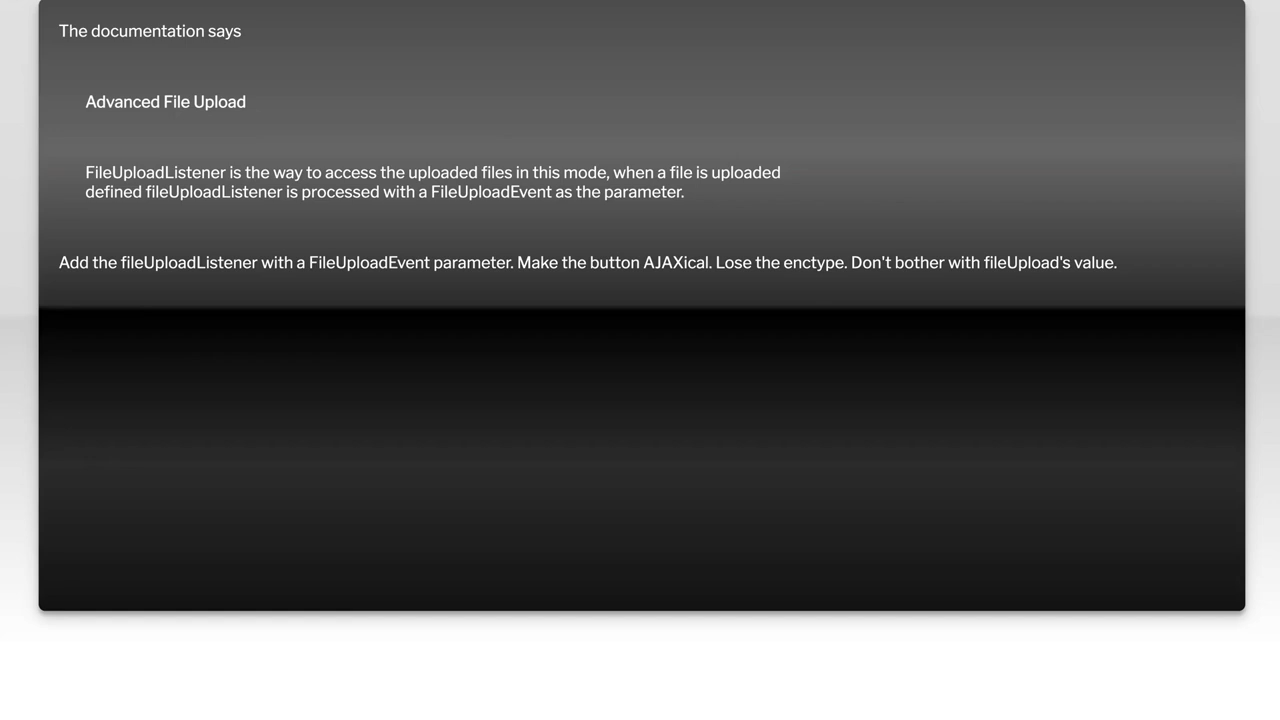 The documentation says
Advanced File Upload
FileUploadListener is the way to access the uploaded files in this mode, when a file is uploaded
defined fileUploadListener is processed with a FileUploadEvent as the parameter.
Add the fileUploadListener with a FileUploadEvent parameter. Make the button AJAXical. Lose the enctype. Don't bother with fileUpload's value.